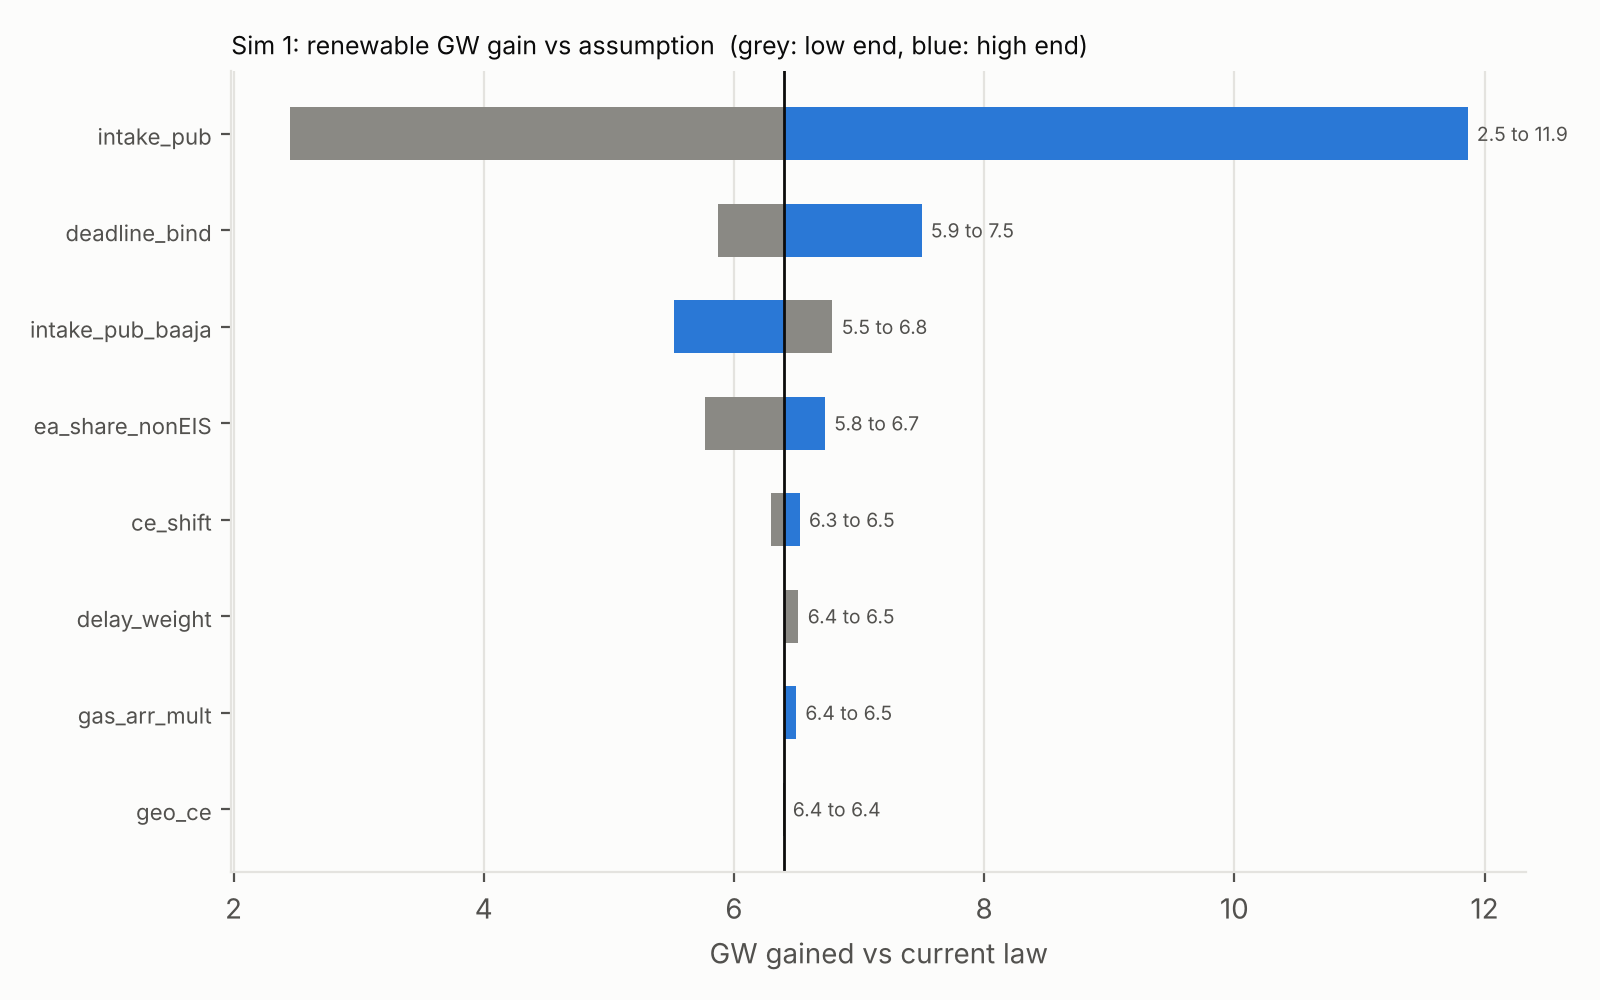 Sim 1: renewable GW gain vs assumption  (grey: low end, blue: high end)
intake_pub
2.5 to 11.9
deadline_bind
5.9 to 7.5
intake_pub_baaja
5.5 to 6.8
ea_share_nonEIS
5.8 to 6.7
ce_shift
6.3 to 6.5
delay_weight
6.4 to 6.5
gas_arr_mult
6.4 to 6.5
geo_ce
6.4 to 6.4
2 4 6 8 10 12
GW gained vs current law